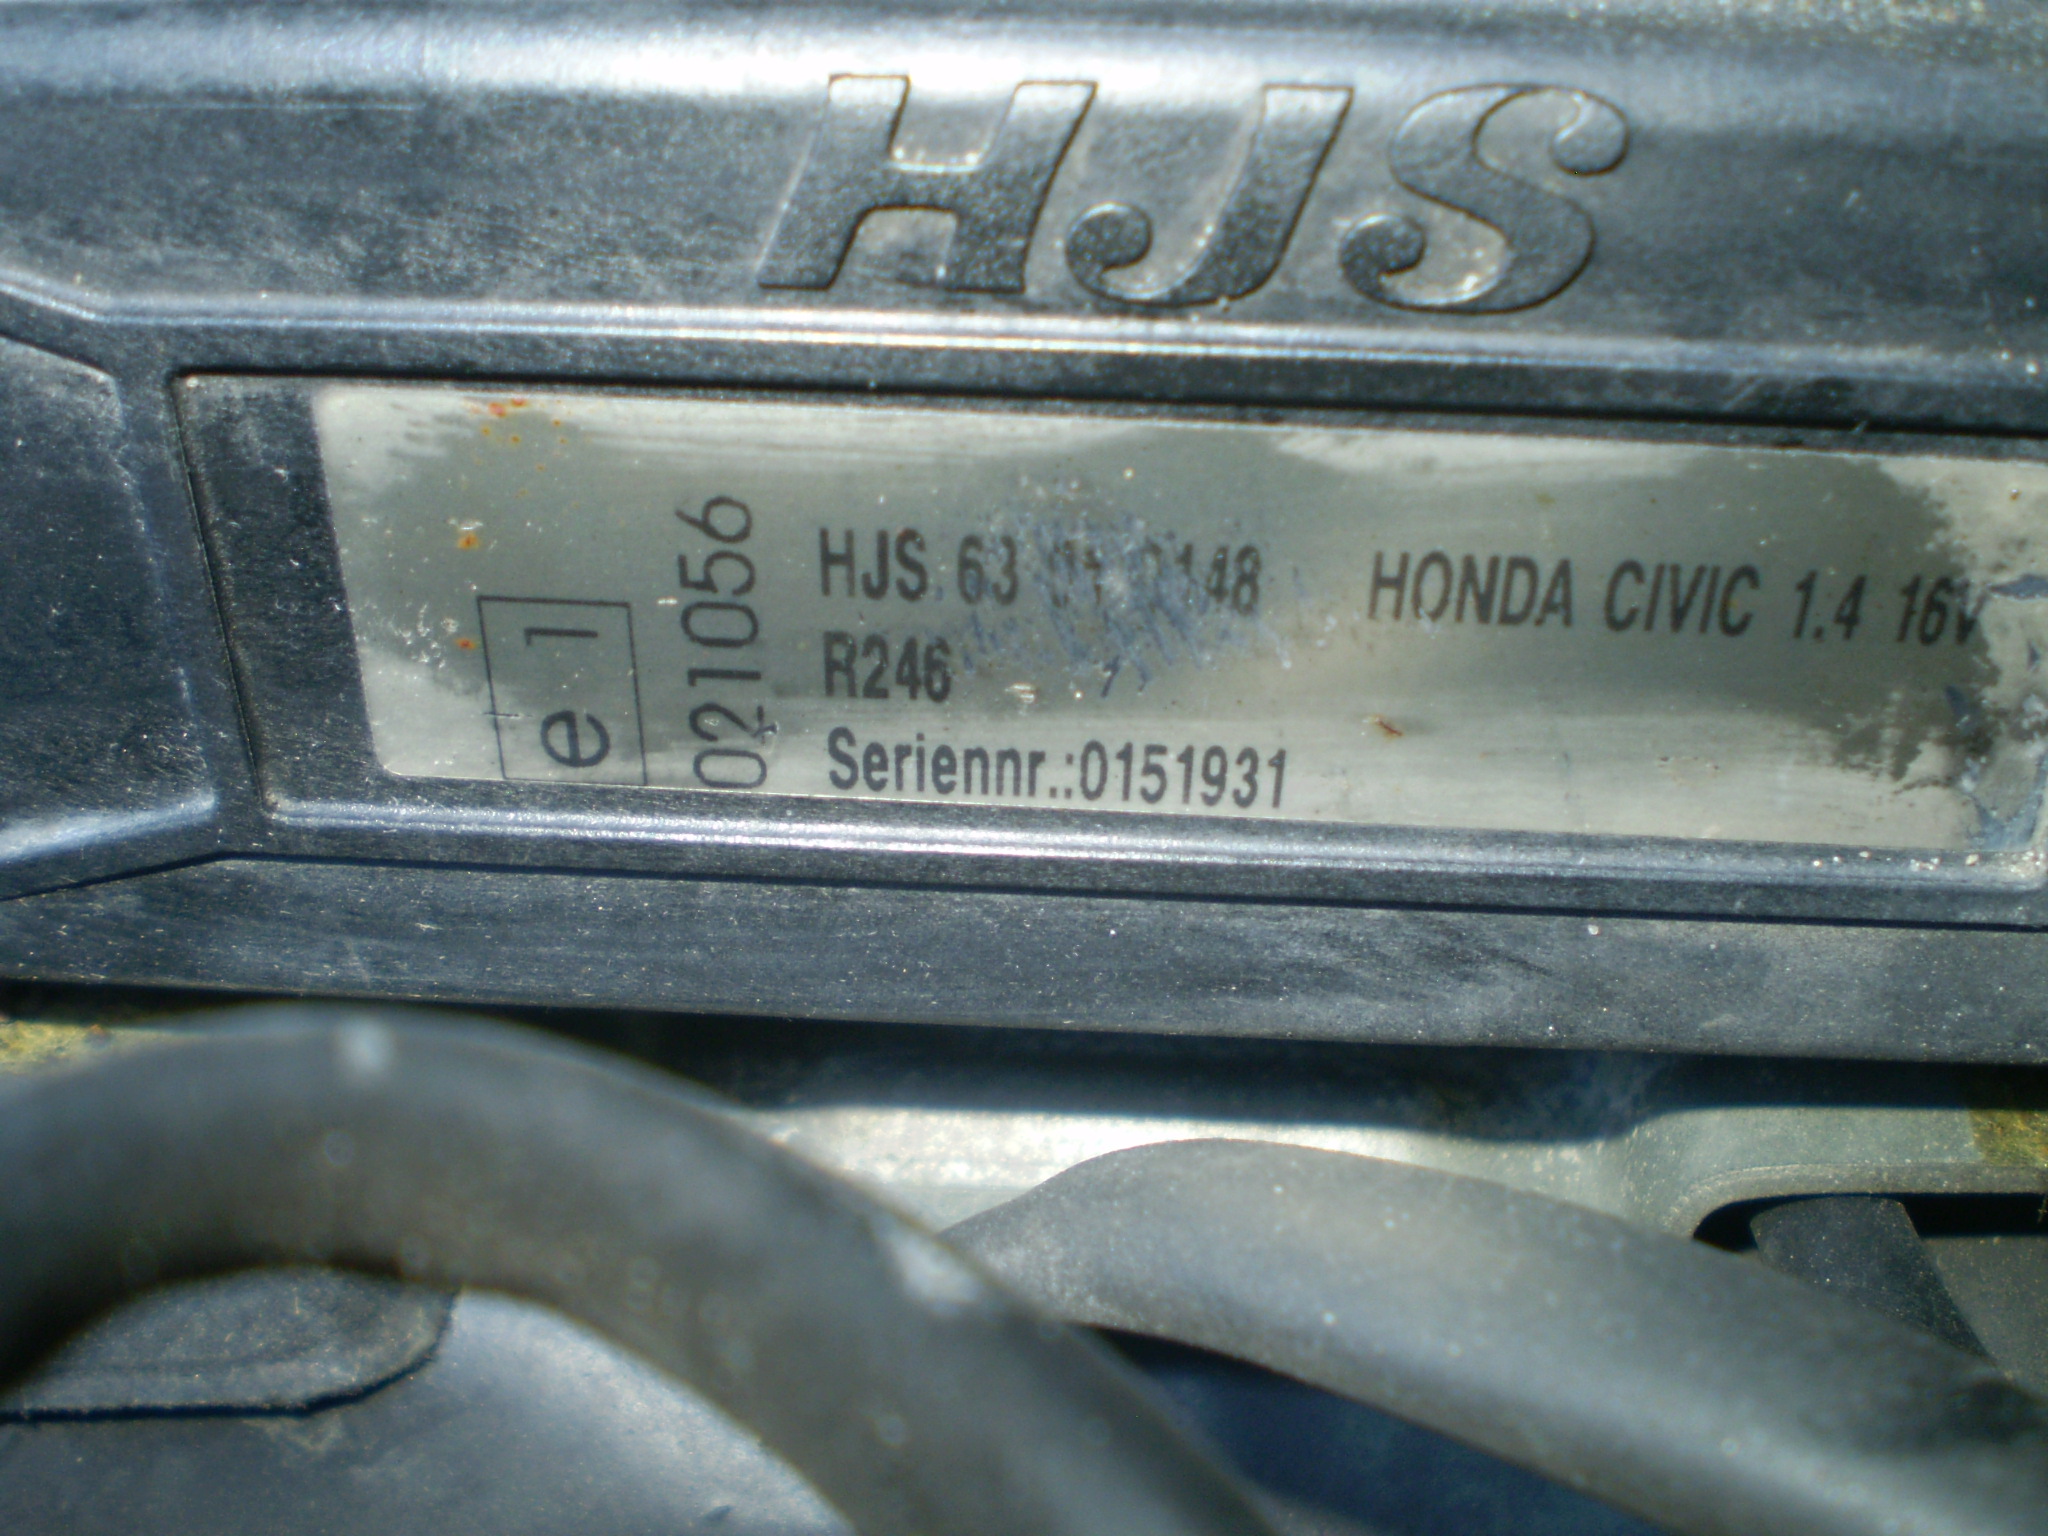 HJS
e 1
021056
HJS 63 HONDA CIVIC 1.4 16V
R246
Seriennr.:0151931